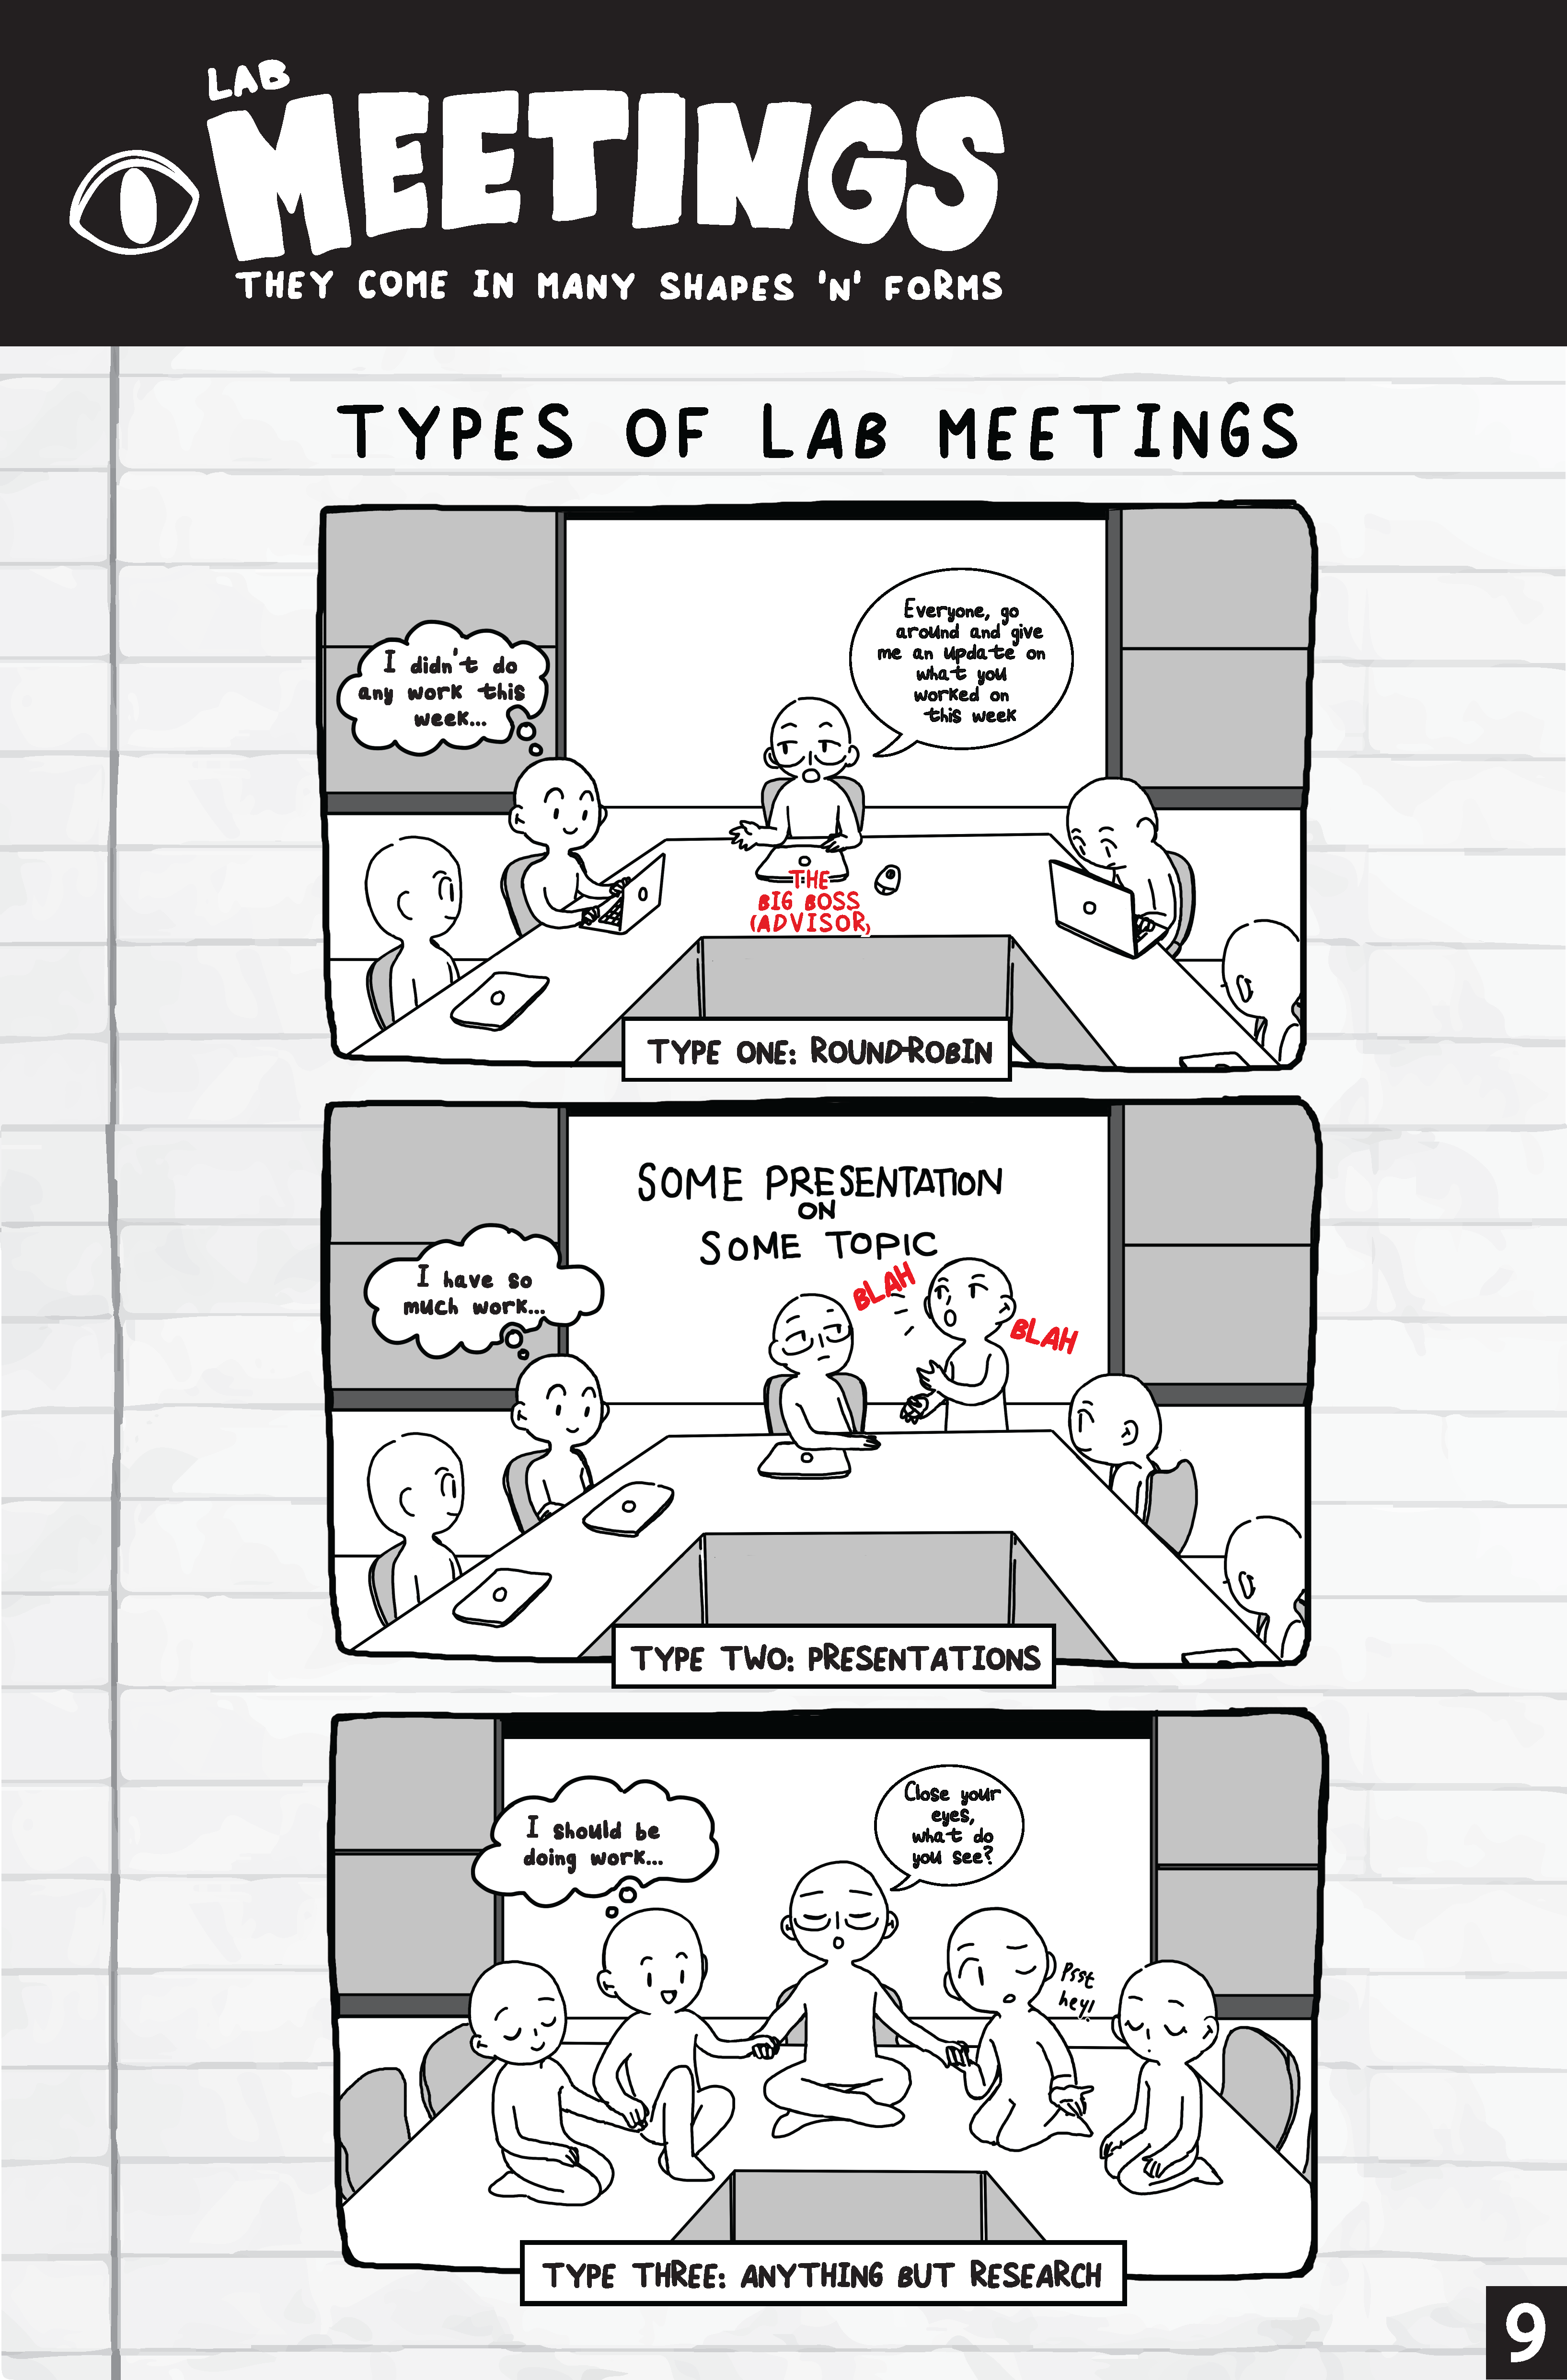 LAB
MEETINGS
THEY COME IN MANY SHAPES 'N' FORMS
TYPES OF LAB MEETINGS
I didn't do
any work this
week...
Everyone, go
around and give
me an update on
what you
worked on
this week
THE
BIG BOSS
(ADVISOR)
TYPE ONE: ROUND-ROBIN
SOME PRESENTATION
ON
SOME TOPIC
I have so
much work...
BLAH
BLAH
TYPE TWO: PRESENTATIONS
I should be
doing work...
Close your
eyes,
what do
you see?
Psst
hey!
TYPE THREE: ANYTHING BUT RESEARCH
9